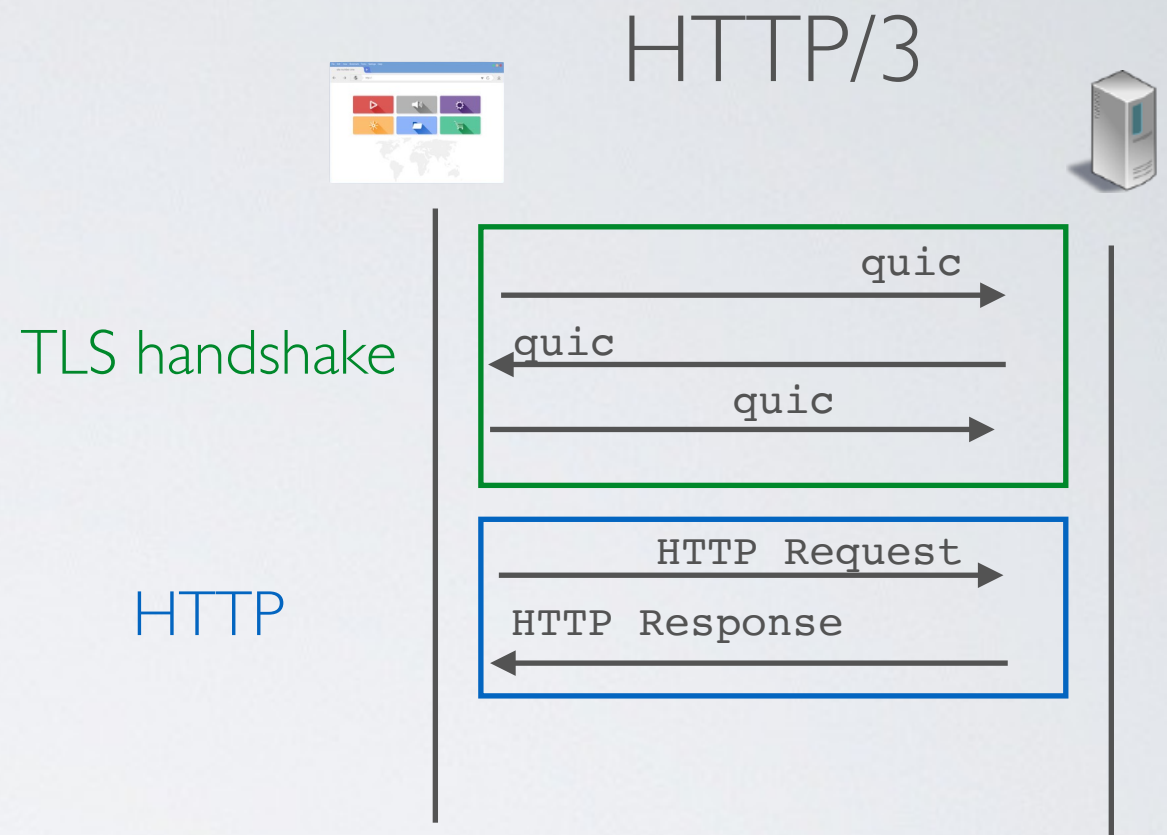 HTTP/3
quic
TLS handshake
quic
quic
HTTP
HTTP Request
HTTP Response